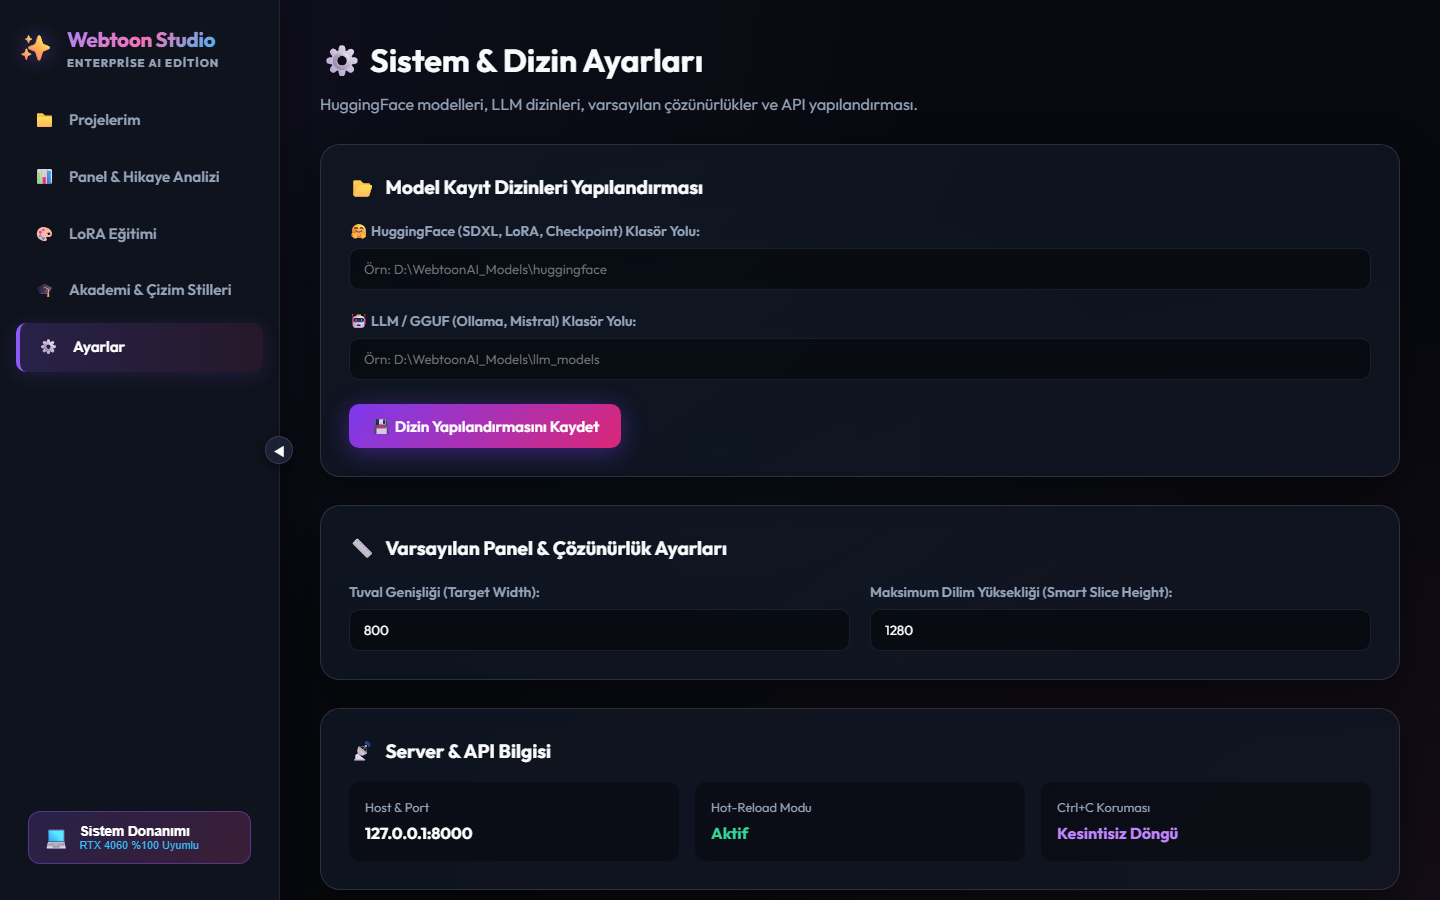 Webtoon Studio
ENTERPRİSE AI EDİTİON
Projelerim
Panel & Hikaye Analizi
LoRA Eğitimi
Akademi & Çizim Stilleri
Ayarlar
Sistem Donanımı
RTX 4060 %100 Uyumlu
Sistem & Dizin Ayarları
HuggingFace modelleri, LLM dizinleri, varsayılan çözünürlükler ve API yapılandırması.
Model Kayıt Dizinleri Yapılandırması
HuggingFace (SDXL, LoRA, Checkpoint) Klasör Yolu:
Örn: D:\WebtoonAI_Models\huggingface
LLM / GGUF (Ollama, Mistral) Klasör Yolu:
Örn: D:\WebtoonAI_Models\llm_models
Dizin Yapılandırmasını Kaydet
Varsayılan Panel & Çözünürlük Ayarları
Tuval Genişliği (Target Width):
800
Maksimum Dilim Yüksekliği (Smart Slice Height):
1280
Server & API Bilgisi
Host & Port
127.0.0.1:8000
Hot-Reload Modu
Aktif
Ctrl+C Koruması
Kesintisiz Döngü